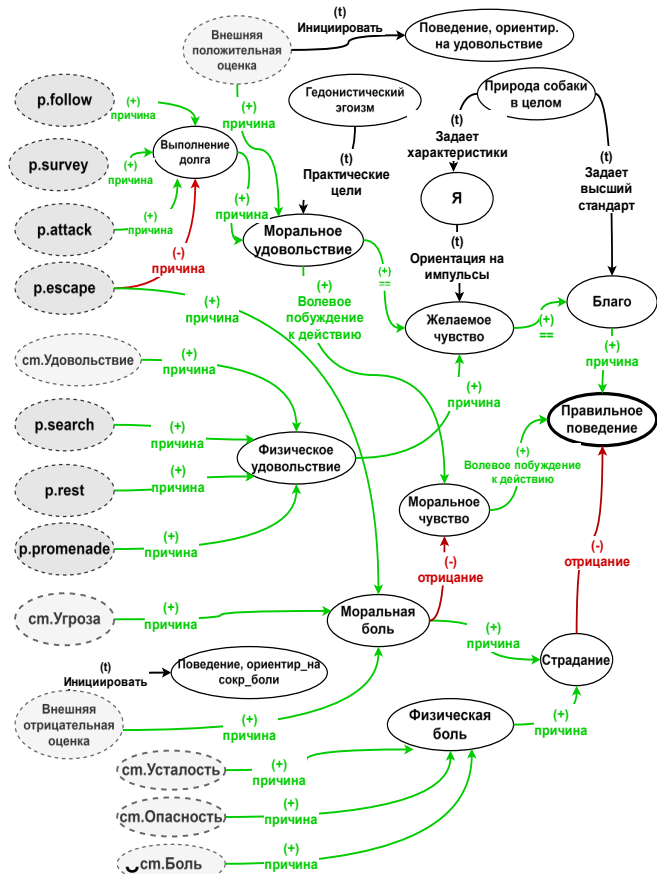 (t)
Инициировать
Внешняя
положительная
оценка
Поведение, ориентир.
на удовольствие
(+)
причина
Гедонистический
эгоизм
Природа собаки
в целом
p.follow
(+)
причина
(t)
Задает
характеристики
(t)
Задает
высший
стандарт
Выполнение
долга
p.survey
(+)
причина
(t)
Практические
цели
Я
p.attack
(+)
причина
(+)
причина
Моральное
удовольствие
(t)
Ориентация на
импульсы
(-)
причина
p.escape
(+)
причина
(+)
Волевое
побуждение
к действию
(+)
==
Желаемое
чувство
(+)
==
Благо
cm.Удовольствие
(+)
причина
(+)
причина
(+)
причина
Правильное
поведение
p.search
(+)
причина
Физическое
удовольствие
(+)
Волевое побуждение
к действию
p.rest
(+)
причина
Моральное
чувство
p.promenade
(+)
причина
(-)
отрицание
(-)
отрицание
cm.Угроза
(+)
причина
Моральная
боль
(+)
причина
Страдание
(t)
Инициировать
Поведение, ориентир_на
сокр_боли
Внешняя
отрицательная
оценка
(+)
причина
Физическая
боль
(+)
причина
cm.Усталость
(+)
причина
cm.Опасность
(+)
причина
cm.Боль
(+)
причина